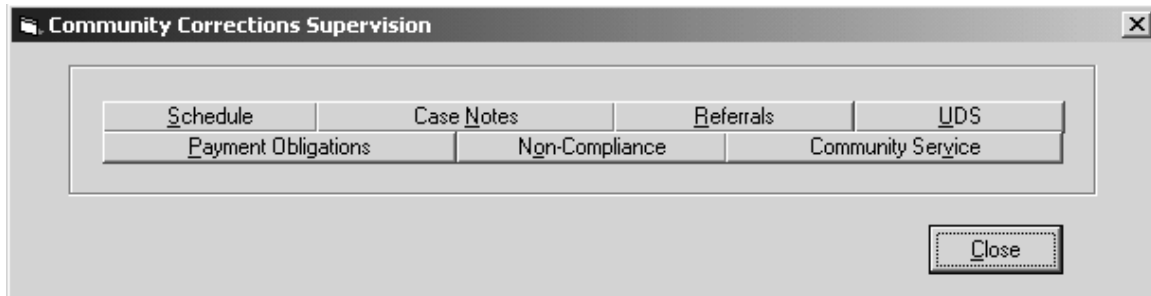 Community Corrections Supervision
Schedule Case Notes Referrals UDS
Payment Obligations Non-Compliance Community Service
Close